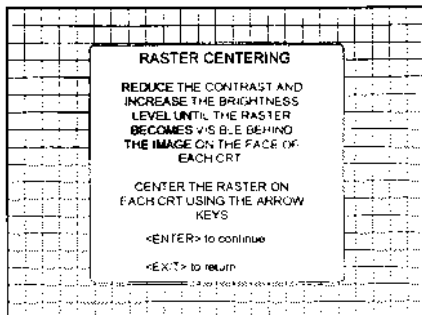 RASTER CENTERING
REDUCE THE CONTRAST AND
INCREASE THE BRIGHTNESS
LEVEL UNTIL THE RASTER
BECOMES VISIBLE BEHIND
THE IMAGE ON THE FACE OF
EACH CRT
CENTER THE RASTER ON
EACH CRT USING THE ARROW
KEYS
<ENTER> to continue
<EXIT> to return